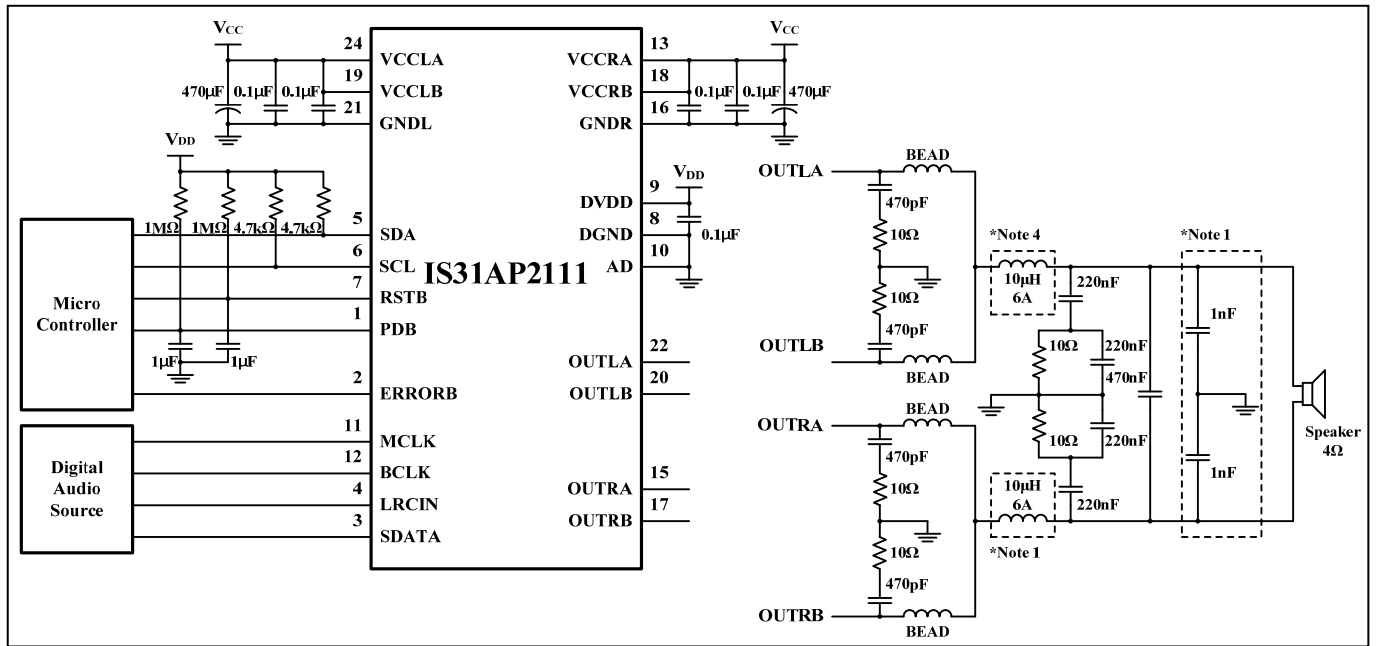 VCC
24
VCCLA
19
VCCLB
21
GNDL
470µF
0.1µF
0.1µF
VDD
1MΩ
1MΩ
4.7kΩ
4.7kΩ
5
SDA
6
SCL
7
RSTB
1
PDB
1µF
1µF
2
ERRORB
11
MCLK
12
BCLK
4
LRCIN
3
SDATA
Micro
Controller
Digital
Audio
Source
IS31AP2111
VCC
13
VCCRA
18
VCCRB
16
GNDR
0.1µF
0.1µF
470µF
VDD
9
DVDD
8
DGND
10
AD
0.1µF
22
OUTLA
20
OUTLB
15
OUTRA
17
OUTRB
OUTLA
BEAD
470pF
10Ω
10Ω
470pF
OUTLB
BEAD
OUTRA
BEAD
470pF
10Ω
10Ω
470pF
OUTRB
BEAD
*Note 4
10µH
6A
220nF
10Ω
220nF
470nF
10Ω
220nF
10µH
6A
220nF
*Note 1
*Note 1
1nF
1nF
Speaker
4Ω